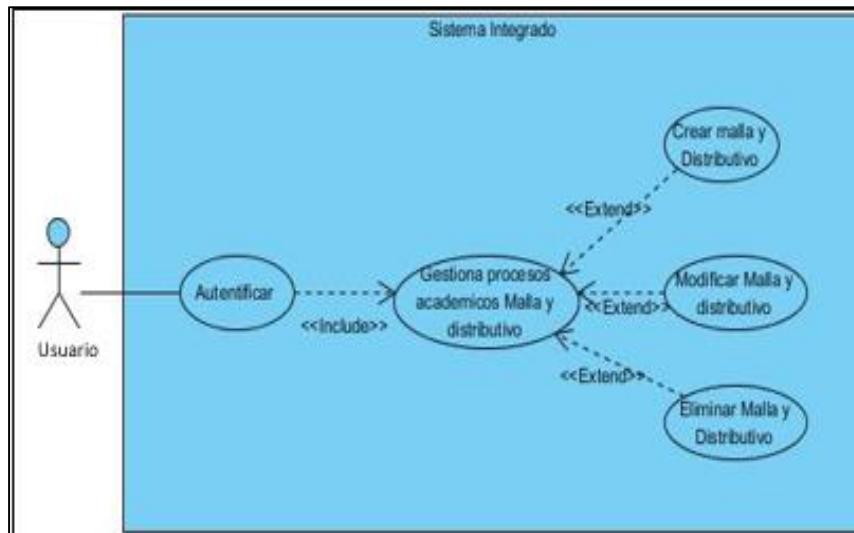 Sistema Integrado
Crear malla y
Distributivo
<<Extend>>
Autentificar
Gestiona procesos
academicos Malla y
distributivo
Modificar Malla y
distributivo
<<Extend>>
<<Include>>
Usuario
<<Extend>>
Eliminar Malla y
Distributivo